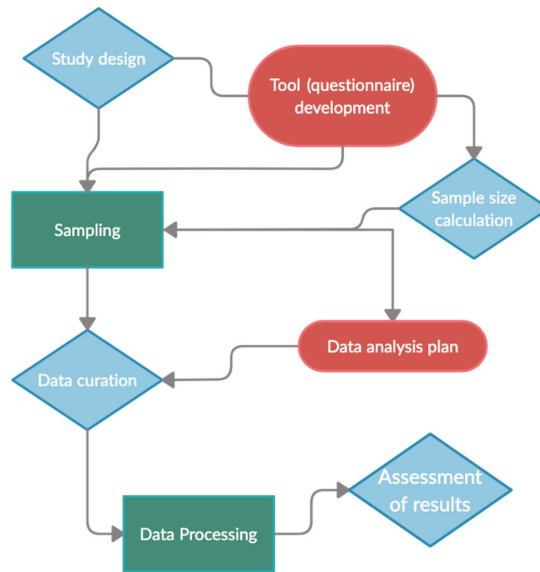 Study design
Tool (questionnaire)
development
Sample size
calculation
Sampling
Data analysis plan
Data curation
Assessment
of results
Data Processing